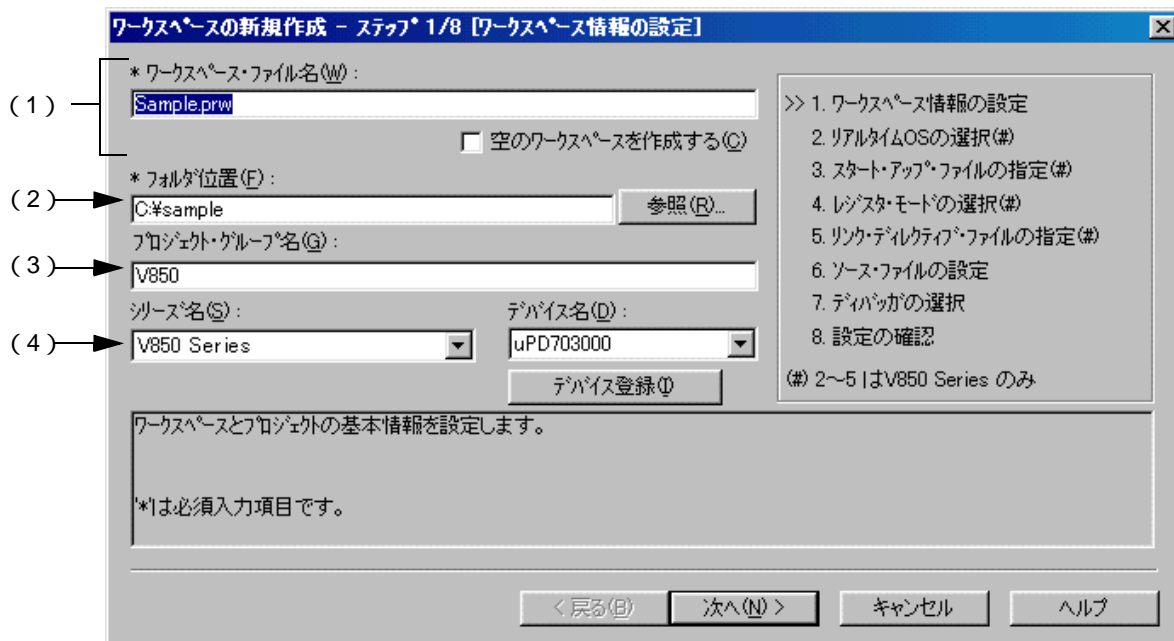 ワークスペースの新規作成 - ステップ 1/8 [ワークスペース情報の設定]
(1)
* ワークスペース・ファイル名(W) :
Sample.prw
空のワークスペースを作成する(C)
(2)
* フォルダ位置(F) :
C:¥sample
参照(R)...
(3)
プロジェクト・グループ名(G) :
V850
(4)
シリーズ名(S) :
V850 Series
デバイス名(D) :
uPD703000
デバイス登録(I)
>> 1. ワークスペース情報の設定
2. リアルタイムOSの選択(#)
3. スタート・アップ・ファイルの指定(#)
4. レジスタ・モードの選択(#)
5. リンク・ディレクティブ・ファイルの指定(#)
6. ソース・ファイルの設定
7. ディバッガの選択
8. 設定の確認
(#) 2~5 はV850 Series のみ
ワークスペースとプロジェクトの基本情報を設定します。
'*'は必須入力項目です。
< 戻る(B)
次へ(N) >
キャンセル
ヘルプ